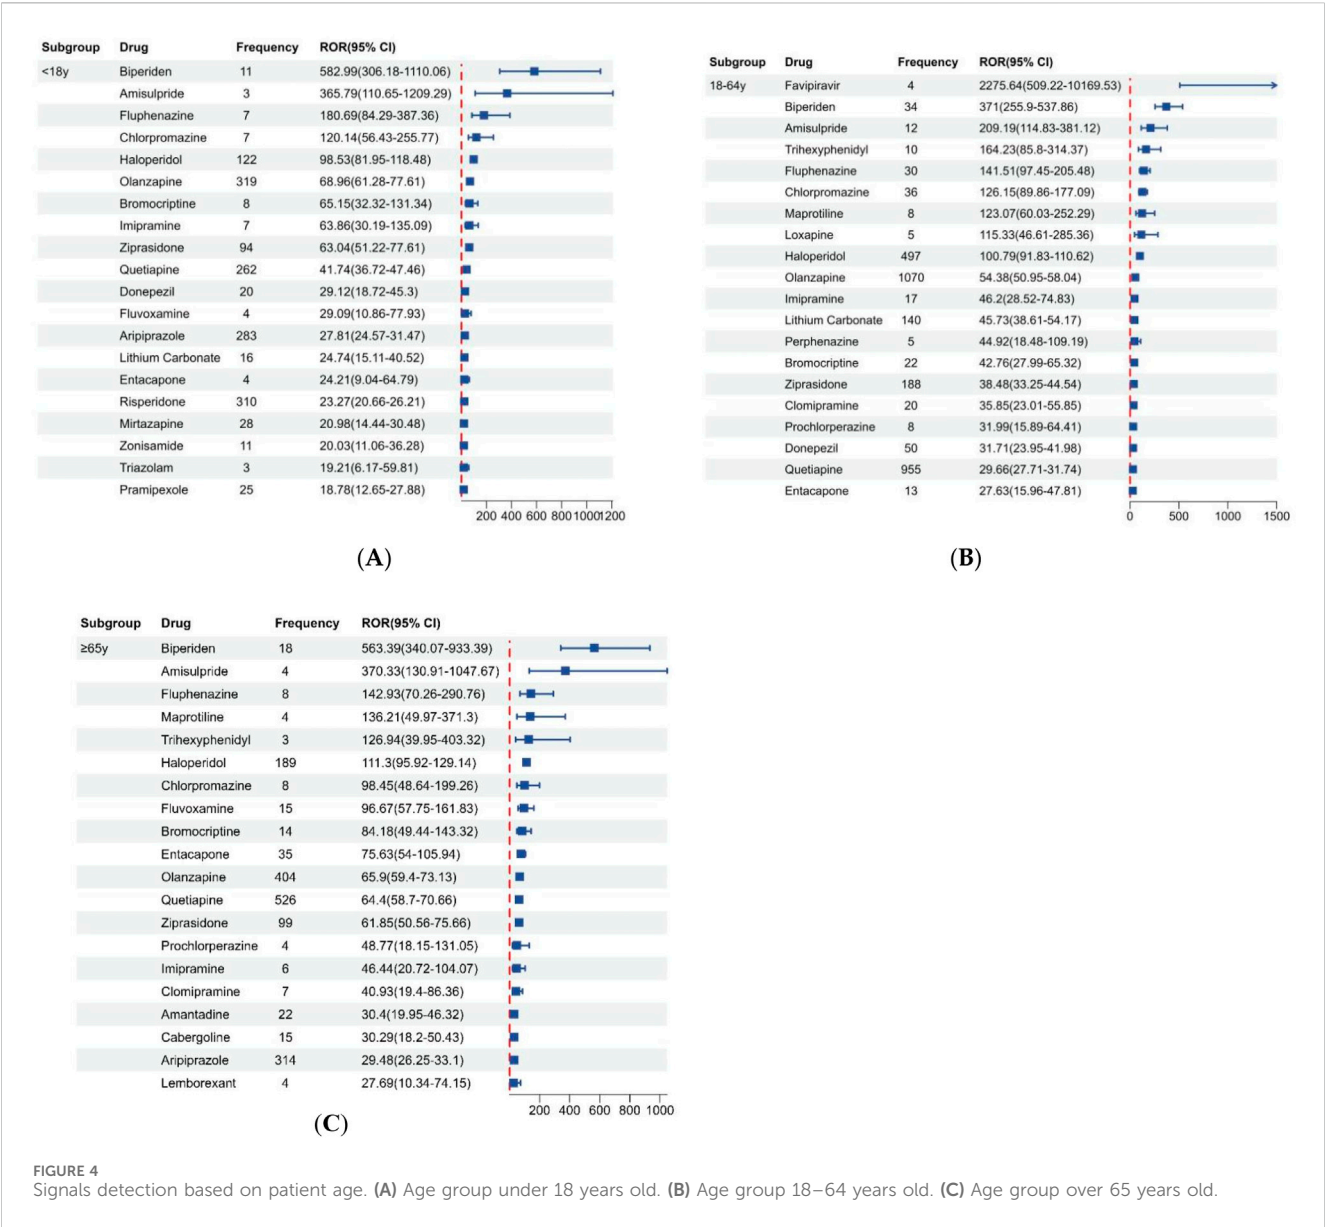 Subgroup Drug Frequency ROR(95% CI)
<18y Biperiden 11 582.99(306.18-1110.06)
Amisulpride 3 365.79(110.65-1209.29)
Fluphenazine 7 180.69(84.29-387.36)
Chlorpromazine 7 120.14(56.43-255.77)
Haloperidol 122 98.53(81.95-118.48)
Olanzapine 319 68.96(61.28-77.61)
Bromocriptine 8 65.15(32.32-131.34)
Imipramine 7 63.86(30.19-135.09)
Ziprasidone 94 63.04(51.22-77.61)
Quetiapine 262 41.74(36.72-47.46)
Donepezil 20 29.12(18.72-45.3)
Fluvoxamine 4 29.09(10.86-77.93)
Aripiprazole 283 27.81(24.57-31.47)
Lithium Carbonate 16 24.74(15.11-40.52)
Entacapone 4 24.21(9.04-64.79)
Risperidone 310 23.27(20.66-26.21)
Mirtazapine 28 20.98(14.44-30.48)
Zonisamide 11 20.03(11.06-36.28)
Triazolam 3 19.21(6.17-59.81)
Pramipexole 25 18.78(12.65-27.88)
200 400 600 800 1000 1200
(A)
Subgroup Drug Frequency ROR(95% CI)
18-64y Favipiravir 4 2275.64(509.22-10169.53)
Biperiden 34 371(255.9-537.86)
Amisulpride 12 209.19(114.83-381.12)
Trihexyphenidyl 10 164.23(85.8-314.37)
Fluphenazine 30 141.51(97.45-205.48)
Chlorpromazine 36 126.15(89.86-177.09)
Maprotiline 8 123.07(60.03-252.29)
Loxapine 5 115.33(46.61-285.36)
Haloperidol 497 100.79(91.83-110.62)
Olanzapine 1070 54.38(50.95-58.04)
Imipramine 17 46.2(28.52-74.83)
Lithium Carbonate 140 45.73(38.61-54.17)
Perphenazine 5 44.92(18.48-109.19)
Bromocriptine 22 42.76(27.99-65.32)
Ziprasidone 188 38.48(33.25-44.54)
Clomipramine 20 35.85(23.01-55.85)
Prochlorperazine 8 31.99(15.89-64.41)
Donepezil 50 31.71(23.95-41.98)
Quetiapine 955 29.66(27.71-31.74)
Entacapone 13 27.63(15.96-47.81)
0 500 1000 1500
(B)
Subgroup Drug Frequency ROR(95% CI)
≥65y Biperiden 18 563.39(340.07-933.39)
Amisulpride 4 370.33(130.91-1047.67)
Fluphenazine 8 142.93(70.26-290.76)
Maprotiline 4 136.21(49.97-371.3)
Trihexyphenidyl 3 126.94(39.95-403.32)
Haloperidol 189 111.3(95.92-129.14)
Chlorpromazine 8 98.45(48.64-199.26)
Fluvoxamine 15 96.67(57.75-161.83)
Bromocriptine 14 84.18(49.44-143.32)
Entacapone 35 75.63(54-105.94)
Olanzapine 404 65.9(59.4-73.13)
Quetiapine 526 64.4(58.7-70.66)
Ziprasidone 99 61.85(50.56-75.66)
Prochlorperazine 4 48.77(18.15-131.05)
Imipramine 6 46.44(20.72-104.07)
Clomipramine 7 40.93(19.4-86.36)
Amantadine 22 30.4(19.95-46.32)
Cabergoline 15 30.29(18.2-50.43)
Aripiprazole 314 29.48(26.25-33.1)
Lemborexant 4 27.69(10.34-74.15)
200 400 600 800 1000
(C)
FIGURE 4
Signals detection based on patient age. (A) Age group under 18 years old. (B) Age group 18–64 years old. (C) Age group over 65 years old.